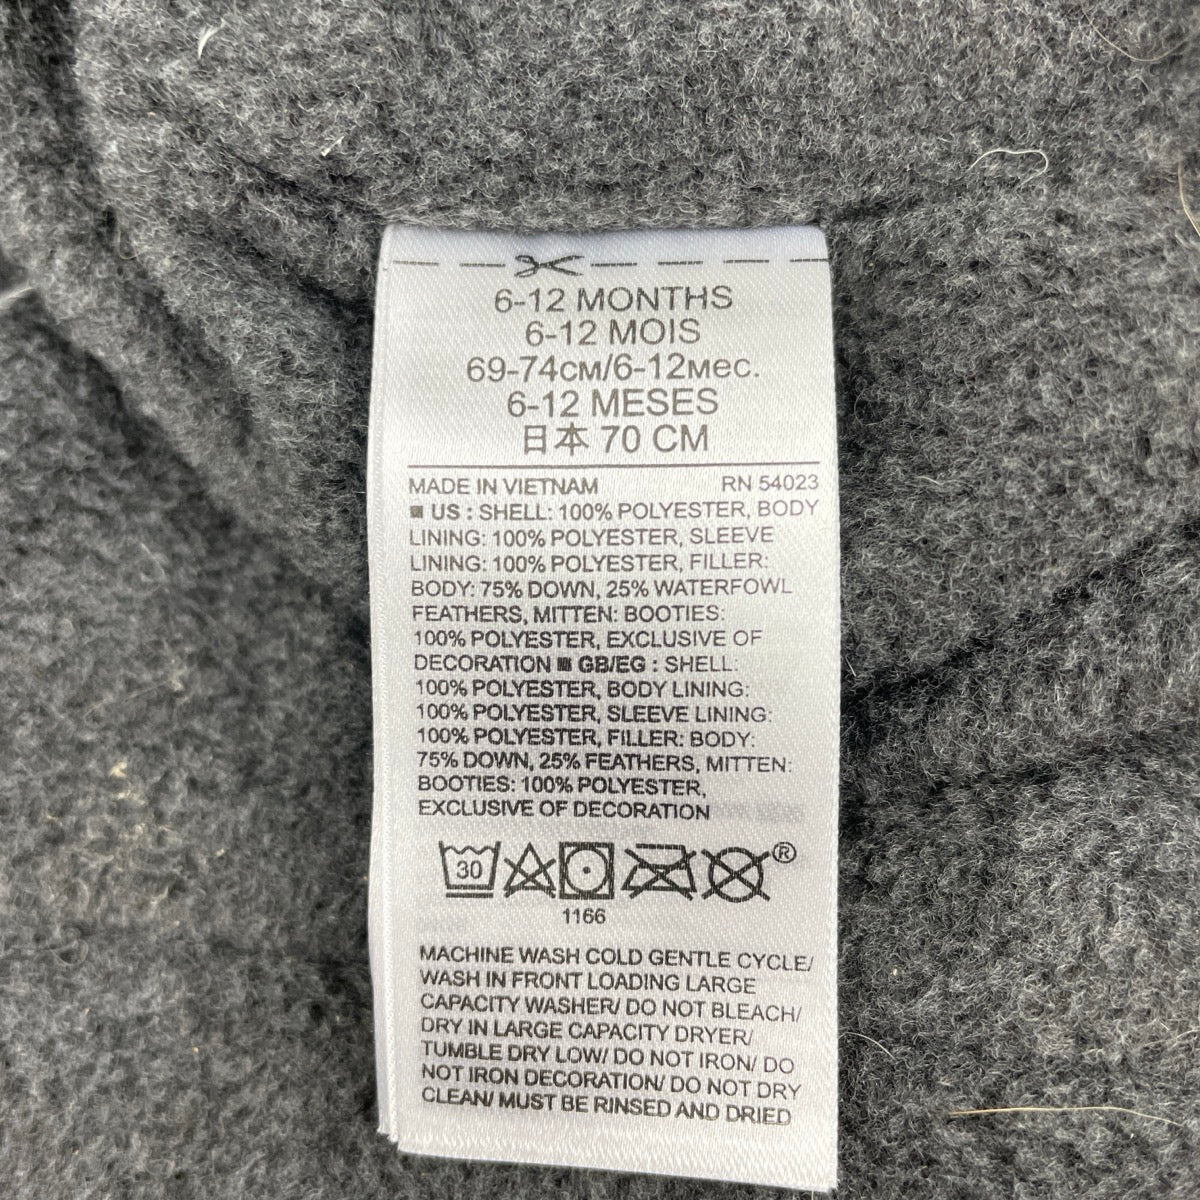 6-12 MONTHS
6-12 MOIS
69-74см/6-12мес.
6-12 MESES
日本 70 CM
MADE IN VIETNAM RN 54023
■ US : SHELL: 100% POLYESTER, BODY
LINING: 100% POLYESTER, SLEEVE
LINING: 100% POLYESTER, FILLER:
BODY: 75% DOWN, 25% WATERFOWL
FEATHERS, MITTEN: BOOTIES:
100% POLYESTER, EXCLUSIVE OF
DECORATION ■ GB/EG : SHELL:
100% POLYESTER, BODY LINING:
100% POLYESTER, SLEEVE LINING:
100% POLYESTER, FILLER: BODY:
75% DOWN, 25% FEATHERS, MITTEN:
BOOTIES: 100% POLYESTER,
EXCLUSIVE OF DECORATION
30 ®
1166
MACHINE WASH COLD GENTLE CYCLE/
WASH IN FRONT LOADING LARGE
CAPACITY WASHER/ DO NOT BLEACH/
DRY IN LARGE CAPACITY DRYER/
TUMBLE DRY LOW/ DO NOT IRON/ DO
NOT IRON DECORATION/ DO NOT DRY
CLEAN/ MUST BE RINSED AND DRIED